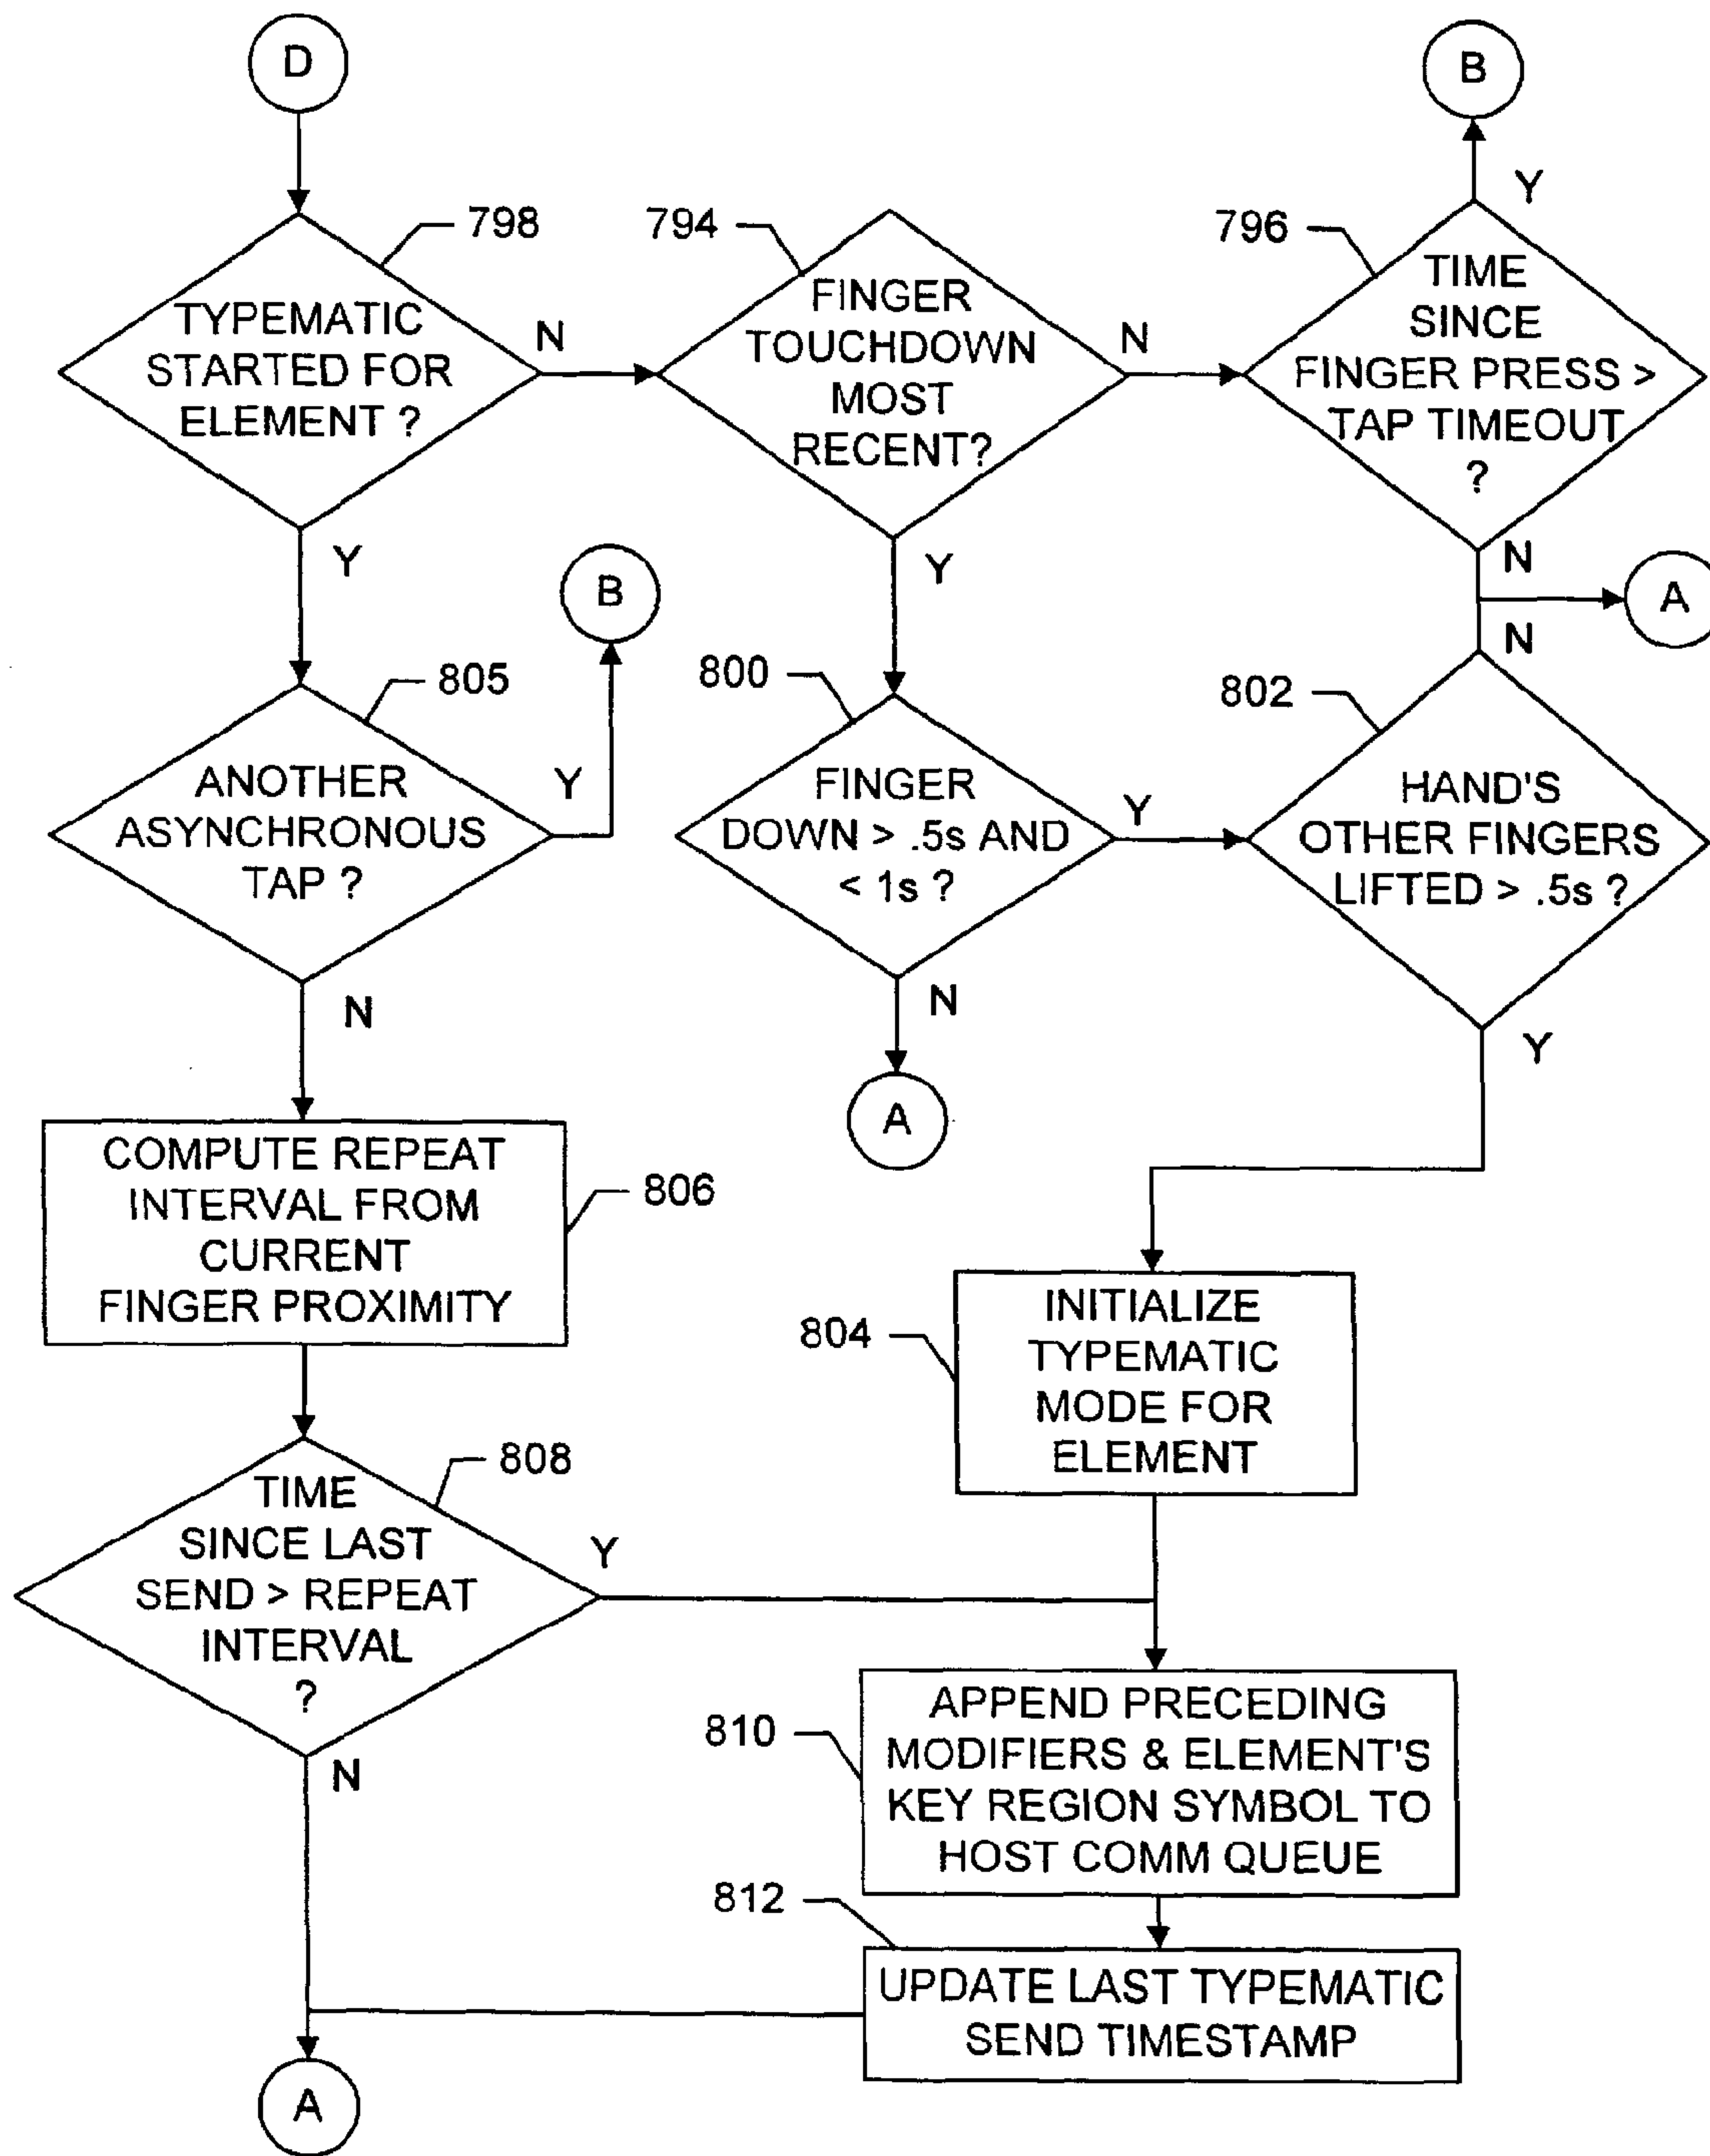 D
B
798
TYPEMATIC
STARTED FOR
ELEMENT ?
N
Y
794
FINGER
TOUCHDOWN
MOST
RECENT?
N
Y
796
TIME
SINCE
FINGER PRESS >
TAP TIMEOUT
?
Y
N
A
B
805
ANOTHER
ASYNCHRONOUS
TAP ?
Y
N
800
FINGER
DOWN > .5s AND
< 1s ?
Y
N
A
802
N
HAND'S
OTHER FINGERS
LIFTED > .5s ?
Y
COMPUTE REPEAT
INTERVAL FROM
CURRENT
FINGER PROXIMITY
806
804
INITIALIZE
TYPEMATIC
MODE FOR
ELEMENT
808
TIME
SINCE LAST
SEND > REPEAT
INTERVAL
?
Y
N
810
APPEND PRECEDING
MODIFIERS & ELEMENT'S
KEY REGION SYMBOL TO
HOST COMM QUEUE
812
UPDATE LAST TYPEMATIC
SEND TIMESTAMP
A